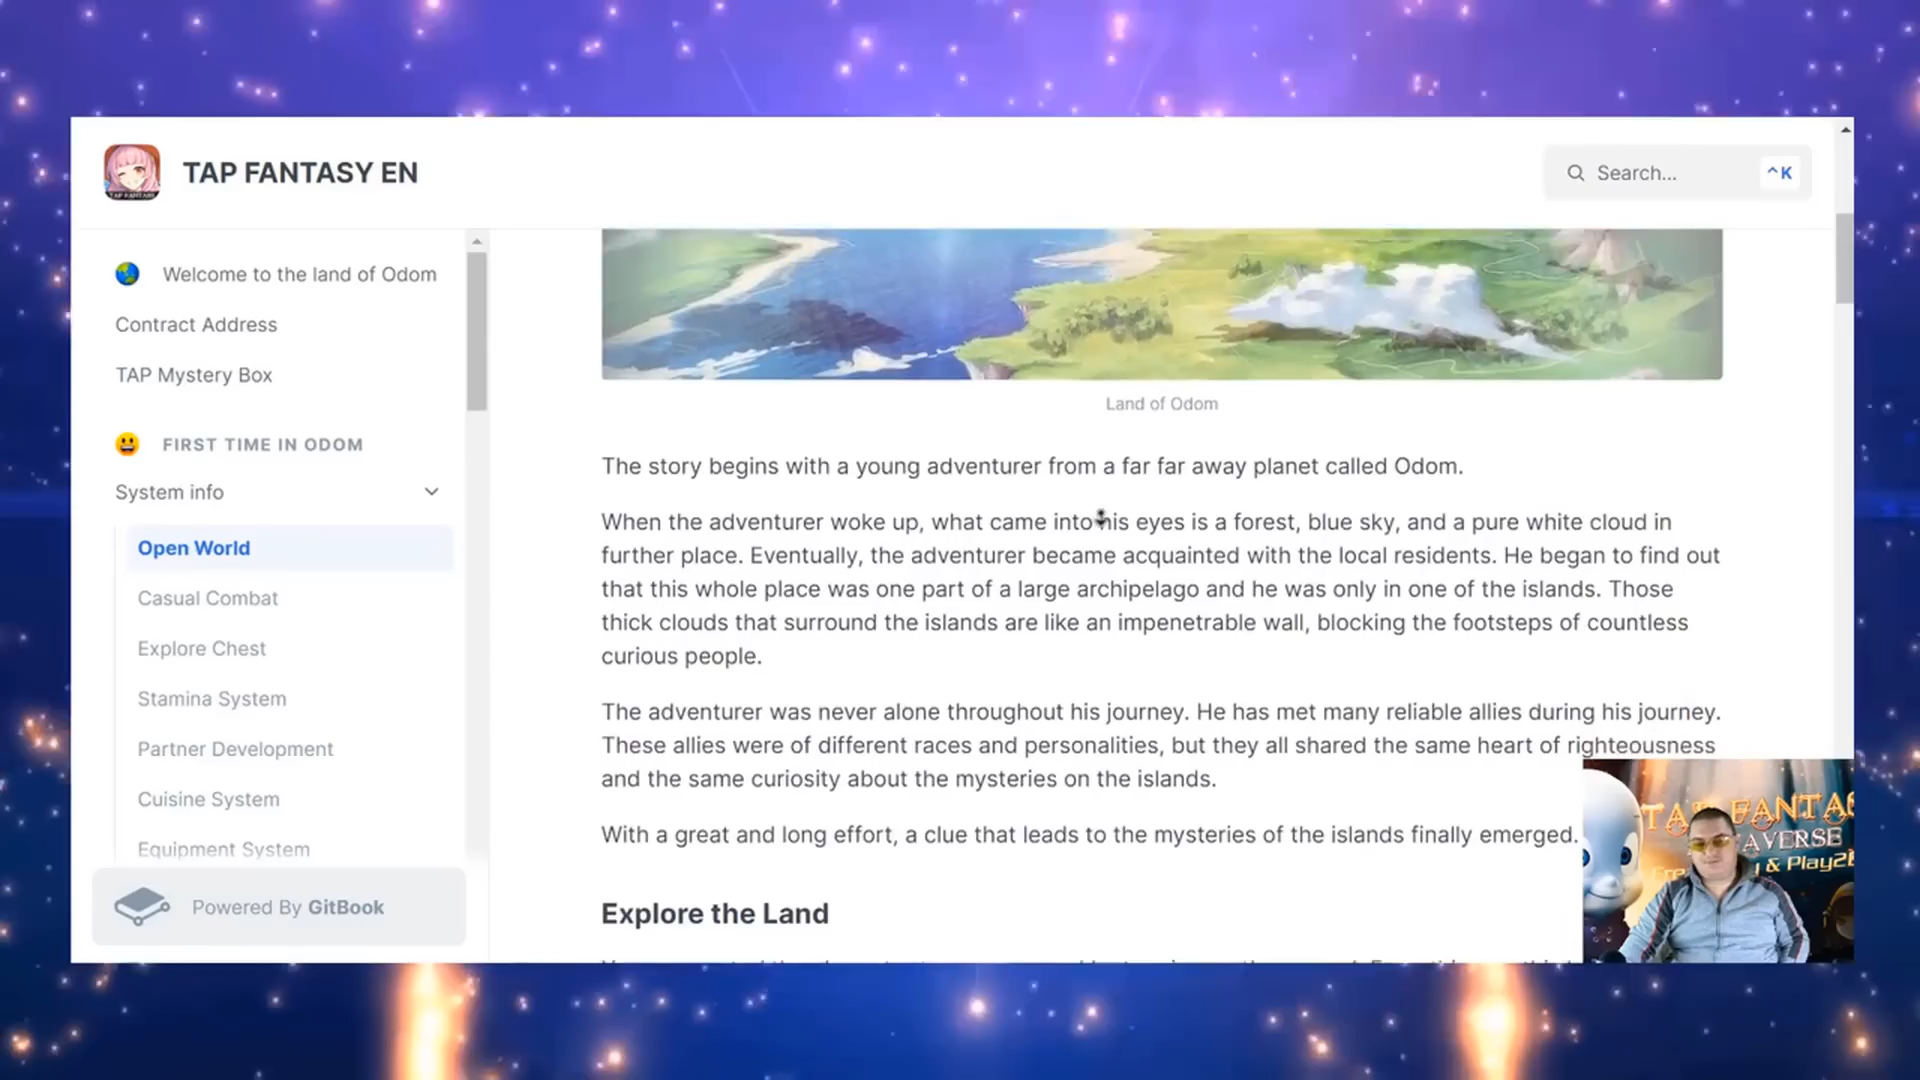 TAP FANTASY EN
Search...
^K
Welcome to the land of Odom
Contract Address
TAP Mystery Box
FIRST TIME IN ODOM
System info
Open World
Casual Combat
Explore Chest
Stamina System
Partner Development
Cuisine System
Equipment System
Powered By GitBook
Land of Odom
The story begins with a young adventurer from a far far away planet called Odom.
When the adventurer woke up, what came into his eyes is a forest, blue sky, and a pure white cloud in
further place. Eventually, the adventurer became acquainted with the local residents. He began to find out
that this whole place was one part of a large archipelago and he was only in one of the islands. Those
thick clouds that surround the islands are like an impenetrable wall, blocking the footsteps of countless
curious people.
The adventurer was never alone throughout his journey. He has met many reliable allies during his journey.
These allies were of different races and personalities, but they all shared the same heart of righteousness
and the same curiosity about the mysteries on the islands.
With a great and long effort, a clue that leads to the mysteries of the islands finally emerged.
Explore the Land
TAP FANTAS
AVERSE
& Play2E